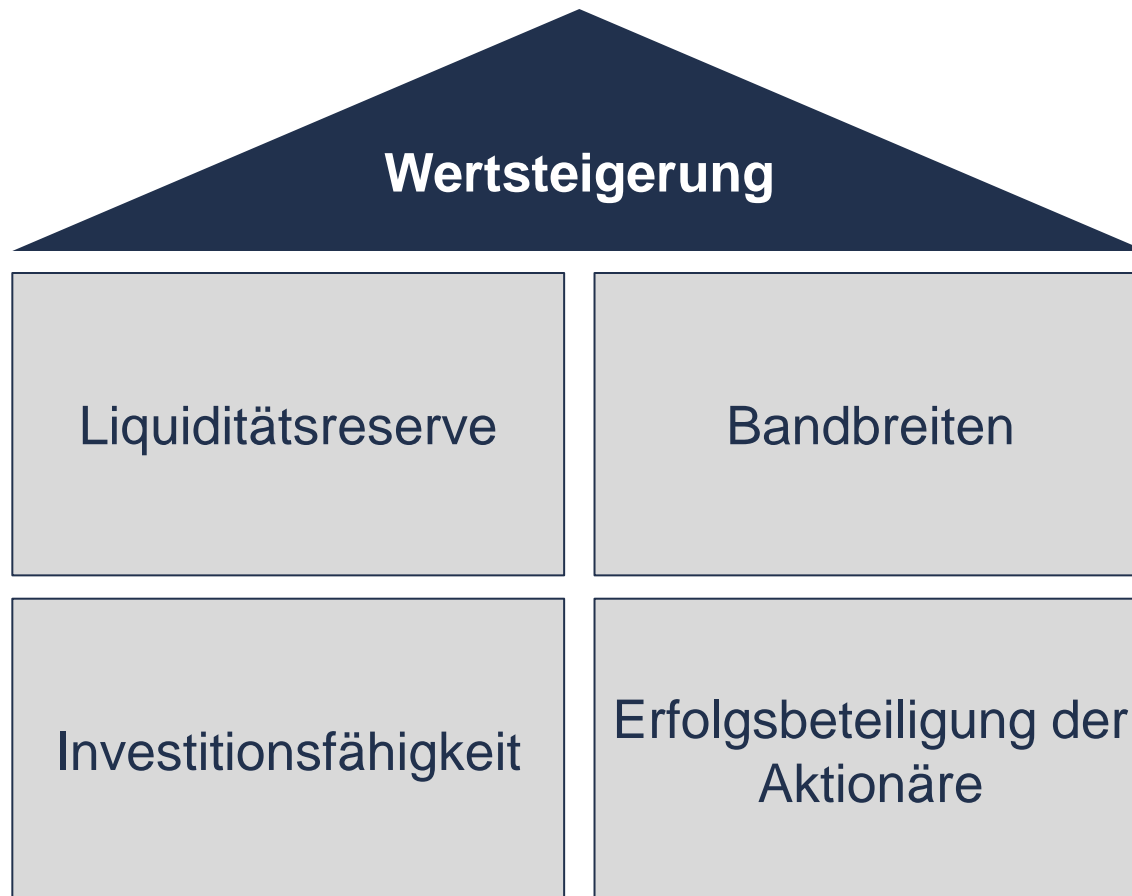 Wertsteigerung
Liquiditätsreserve
Bandbreiten
Investitionsfähigkeit
Erfolgsbeteiligung der
Aktionäre